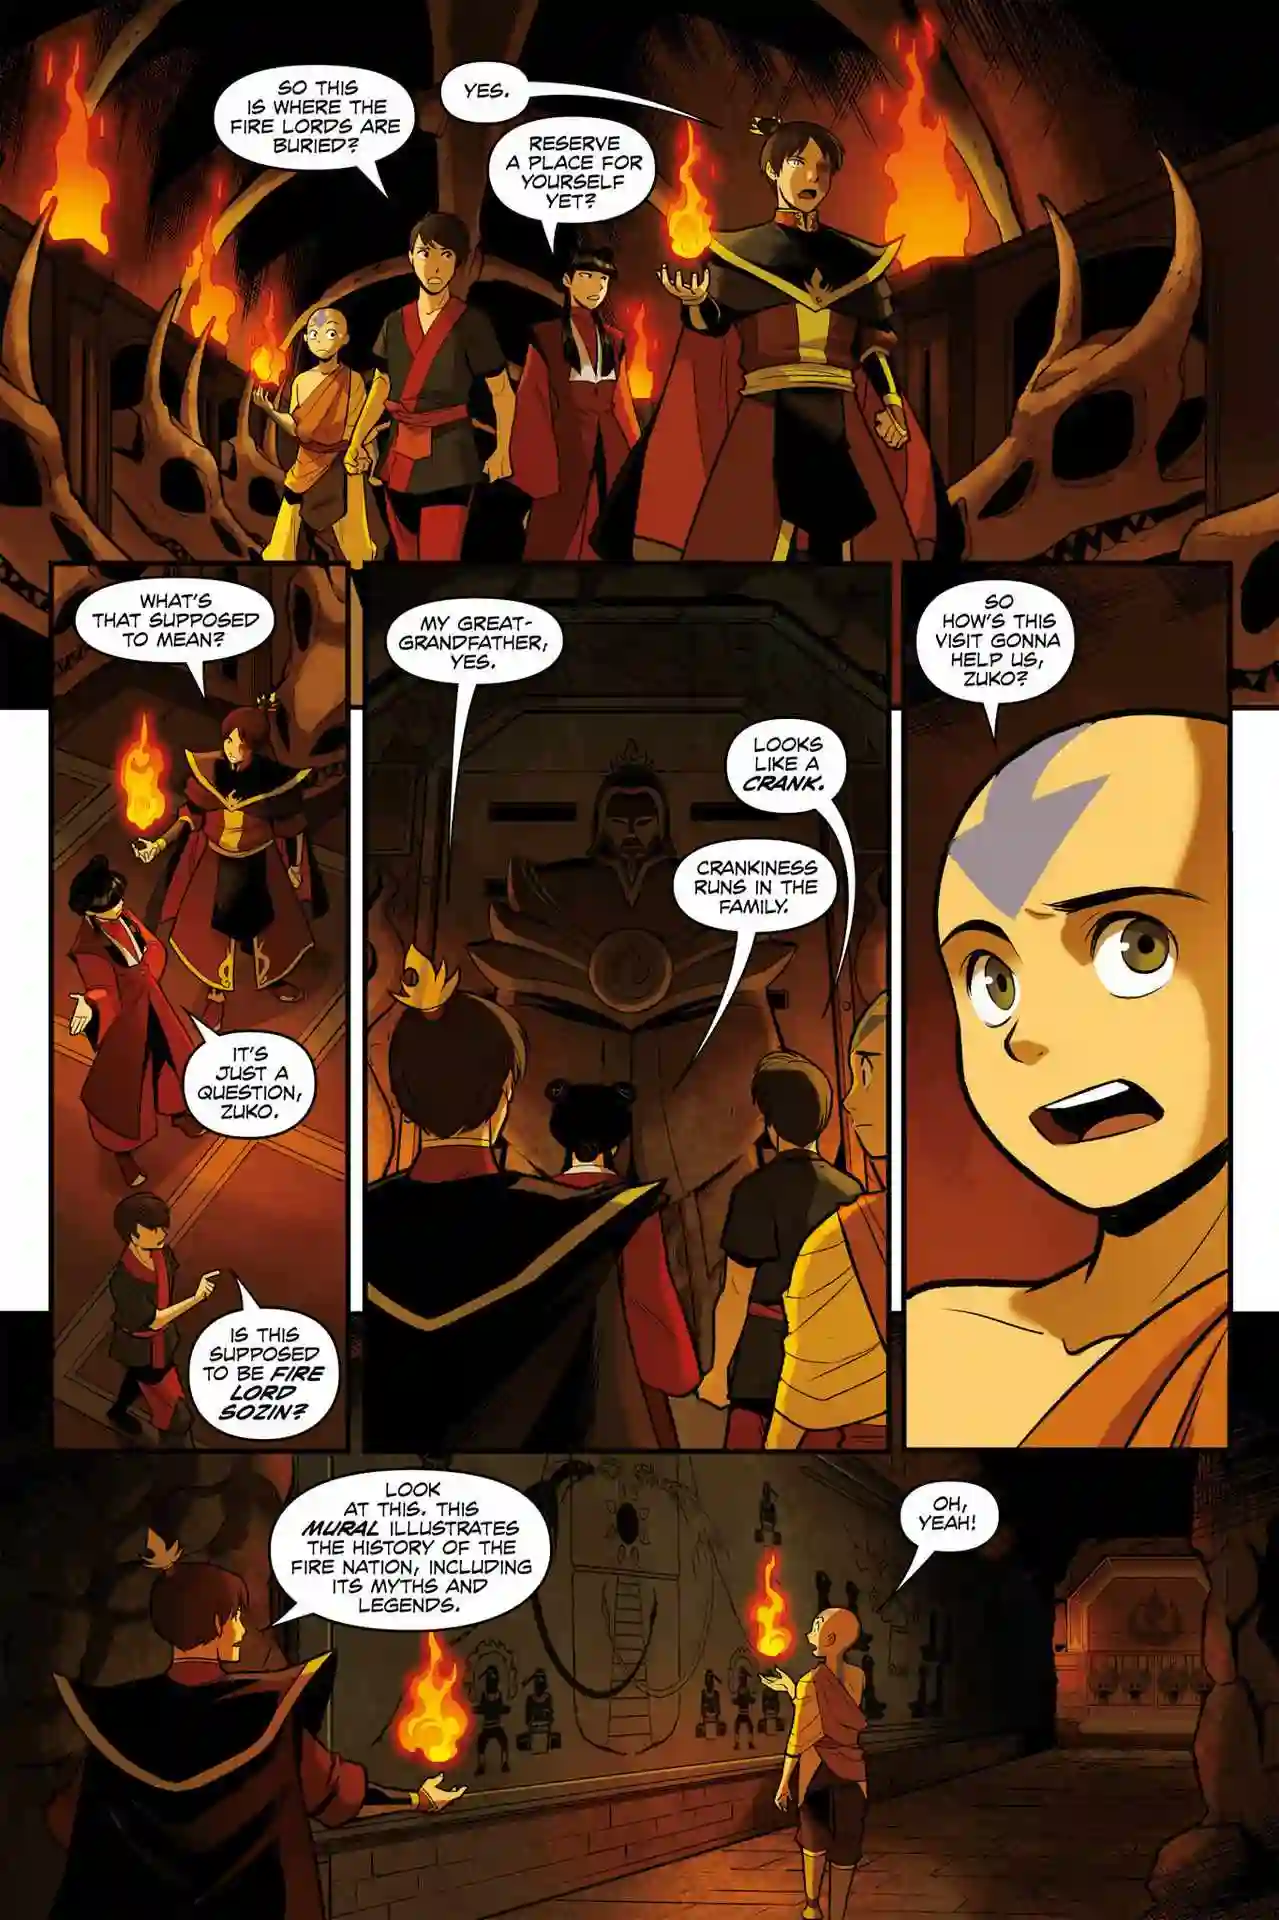 SO THIS
IS WHERE THE
FIRE LORDS ARE
BURIED?
YES.
RESERVE
A PLACE FOR
YOURSELF
YET?
WHAT'S
THAT SUPPOSED
TO MEAN?
IT'S
JUST A
QUESTION,
ZUKO.
IS THIS
SUPPOSED
TO BE FIRE
LORD
SOZIN?
MY GREAT-
GRANDFATHER,
YES.
LOOKS
LIKE A
CRANK.
CRANKINESS
RUNS IN THE
FAMILY.
SO
HOW'S THIS
VISIT GONNA
HELP US,
ZUKO?
LOOK
AT THIS. THIS
MURAL ILLUSTRATES
THE HISTORY OF THE
FIRE NATION, INCLUDING
ITS MYTHS AND
LEGENDS.
OH,
YEAH!